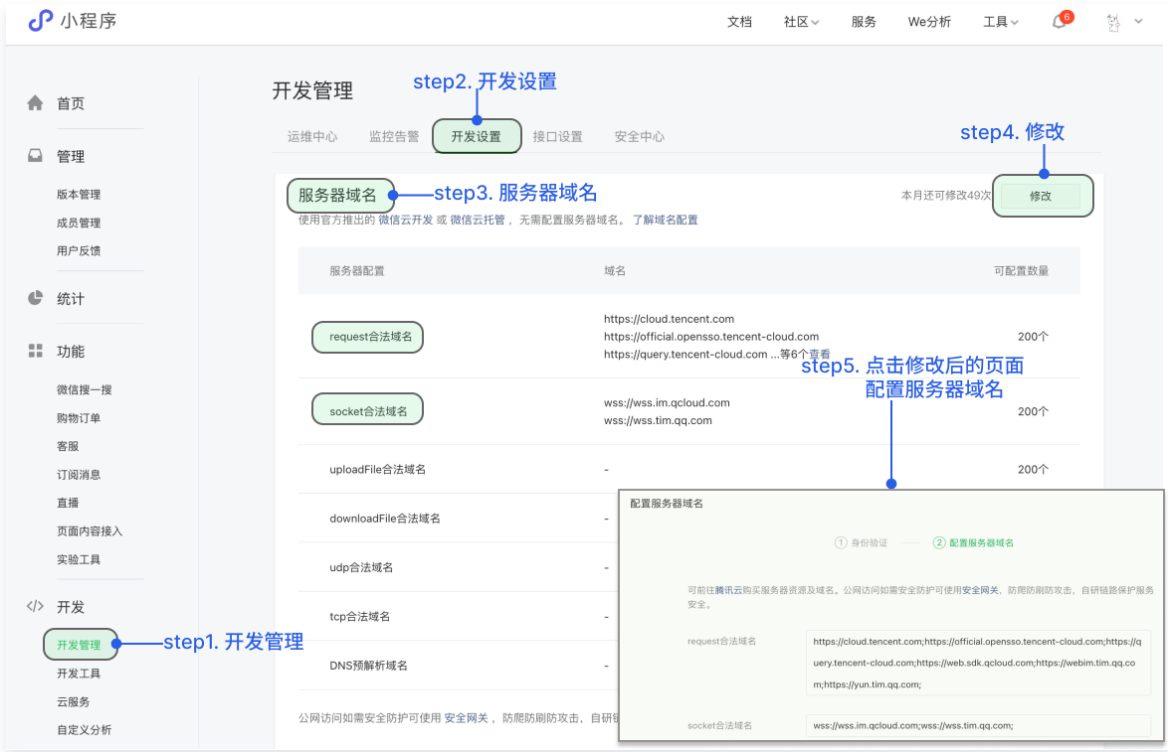 小程序
文档 社区 服务 We分析 工具 6
首页
管理
版本管理
成员管理
用户反馈
统计
功能
微信搜一搜
购物订单
客服
订阅消息
直播
页面内容接入
实验工具
开发
开发管理
step1. 开发管理
开发工具
云服务
自定义分析
开发管理
step2. 开发设置
运维中心 监控告警 开发设置 接口设置 安全中心
step4. 修改
服务器域名
step3. 服务器域名
本月还可修改49次 修改
使用官方推出的 微信云开发 或 微信云托管 ，无需配置服务器域名。 了解域名配置
服务器配置 域名 可配置数量
request合法域名
https://cloud.tencent.com
https://official.opensso.tencent-cloud.com
200个
https://query.tencent-cloud.com ...等6个查看
step5. 点击修改后的页面
配置服务器域名
socket合法域名
wss://wss.im.qcloud.com
wss://wss.tim.qq.com
200个
uploadFile合法域名 - 200个
downloadFile合法域名 -
udp合法域名 -
tcp合法域名 -
DNS预解析域名 -
公网访问如需安全防护可使用 安全网关 ，防爬防刷防攻击，自研
配置服务器域名
1 身份验证 2 配置服务器域名
可前往腾讯云购买服务器资源及域名。公网访问如需安全防护可使用安全网关，防爬防刷防攻击，自研链路保护服务
安全。
request合法域名
https://cloud.tencent.com;https://official.opensso.tencent-cloud.com;https://q
uery.tencent-cloud.com;https://web.sdk.qcloud.com;https://webim.tim.qq.co
m;https://yun.tim.qq.com;
socket合法域名
wss://wss.im.qcloud.com;wss://wss.tim.qq.com;